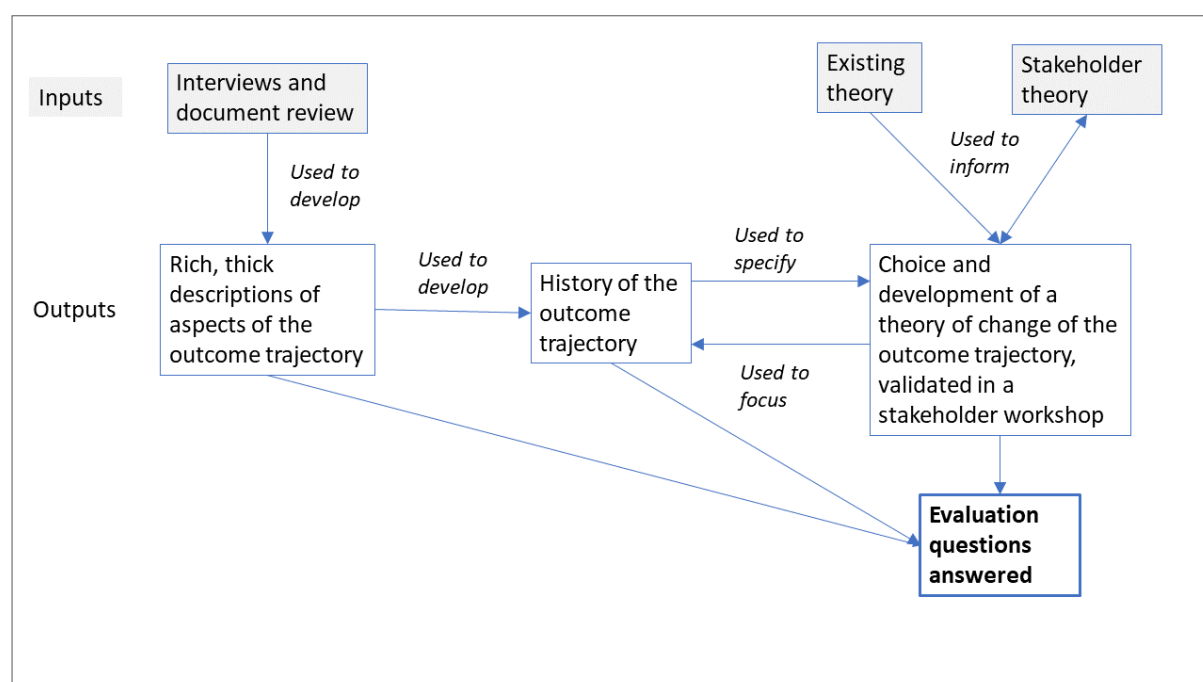 Inputs
Interviews and
document review
Existing
theory
Stakeholder
theory
Used to
develop
Used to
inform
Outputs
Rich, thick
descriptions of
aspects of the
outcome trajectory
Used to
develop
History of the
outcome
trajectory
Used to
specify
Used to
focus
Choice and
development of a
theory of change of the
outcome trajectory,
validated in a
stakeholder workshop
Evaluation
questions
answered